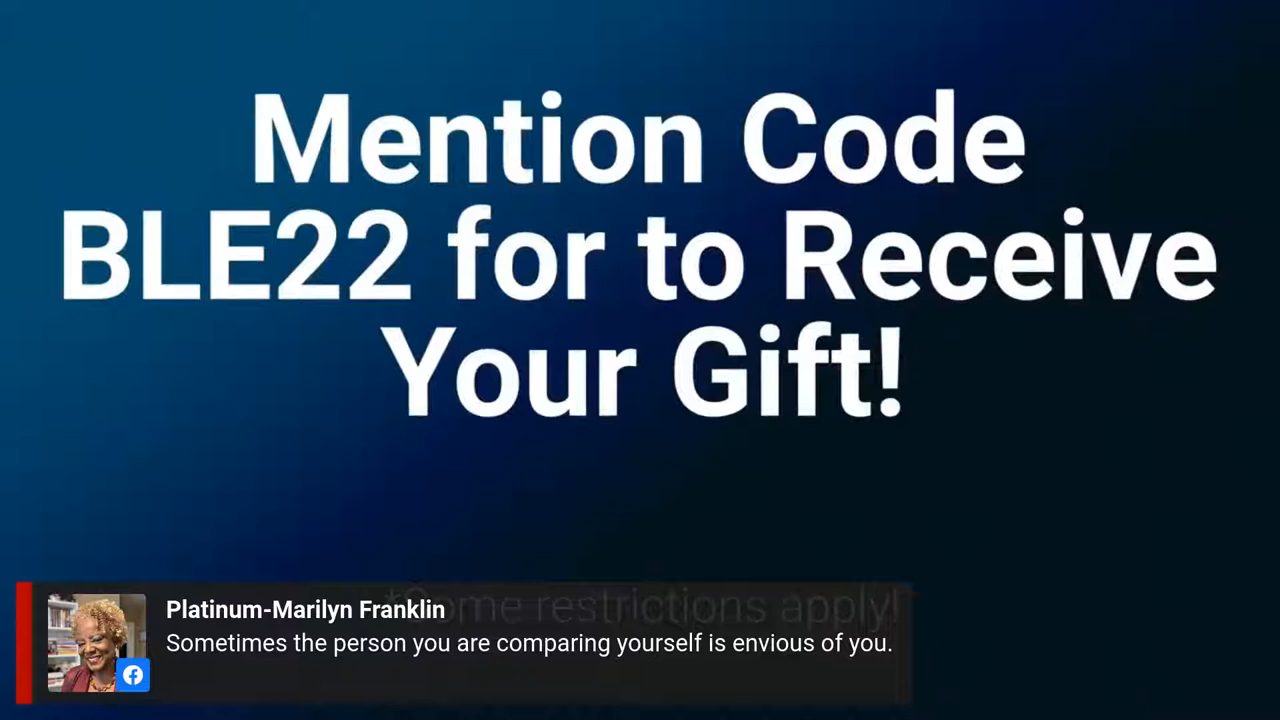 Mention Code
BLE22 for to Receive
Your Gift!
*Some restrictions apply!*
Platinum-Marilyn Franklin
Sometimes the person you are comparing yourself is envious of you.